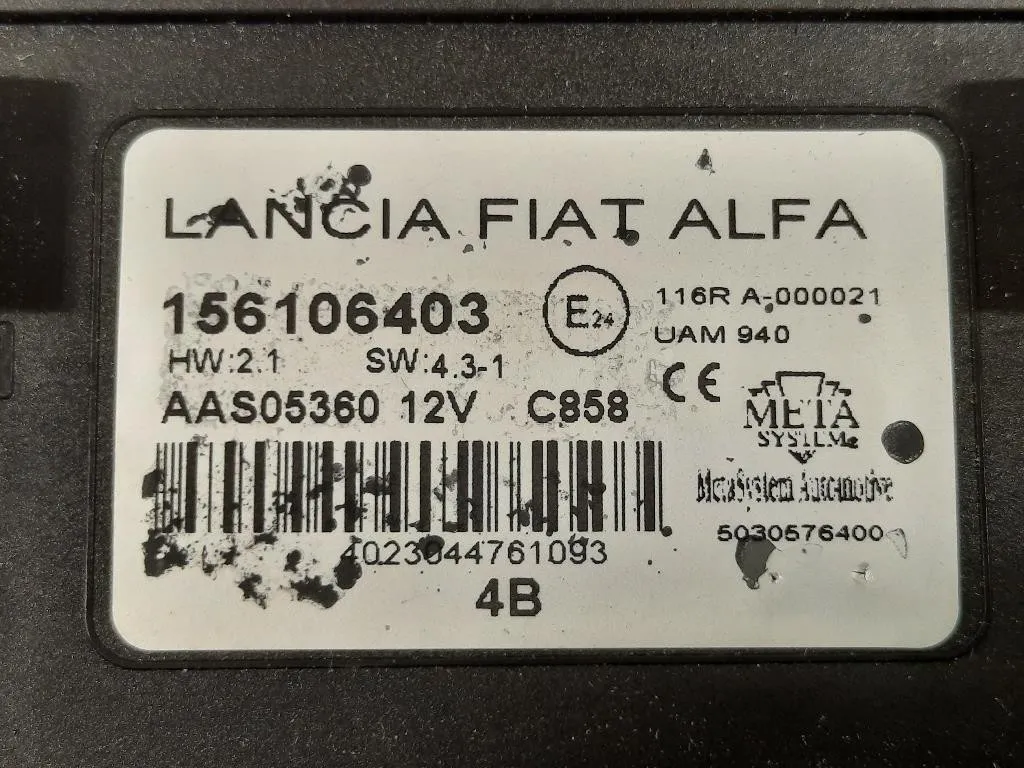 LANCIA FIAT ALFA
156106403
E24
116R A-000021
UAM 940
HW:2.1 SW:4.3-1
CE
AAS05360 12V C858
META
SYSTEM
MetaSystem Automotive
5030576400
4023044761093
4B